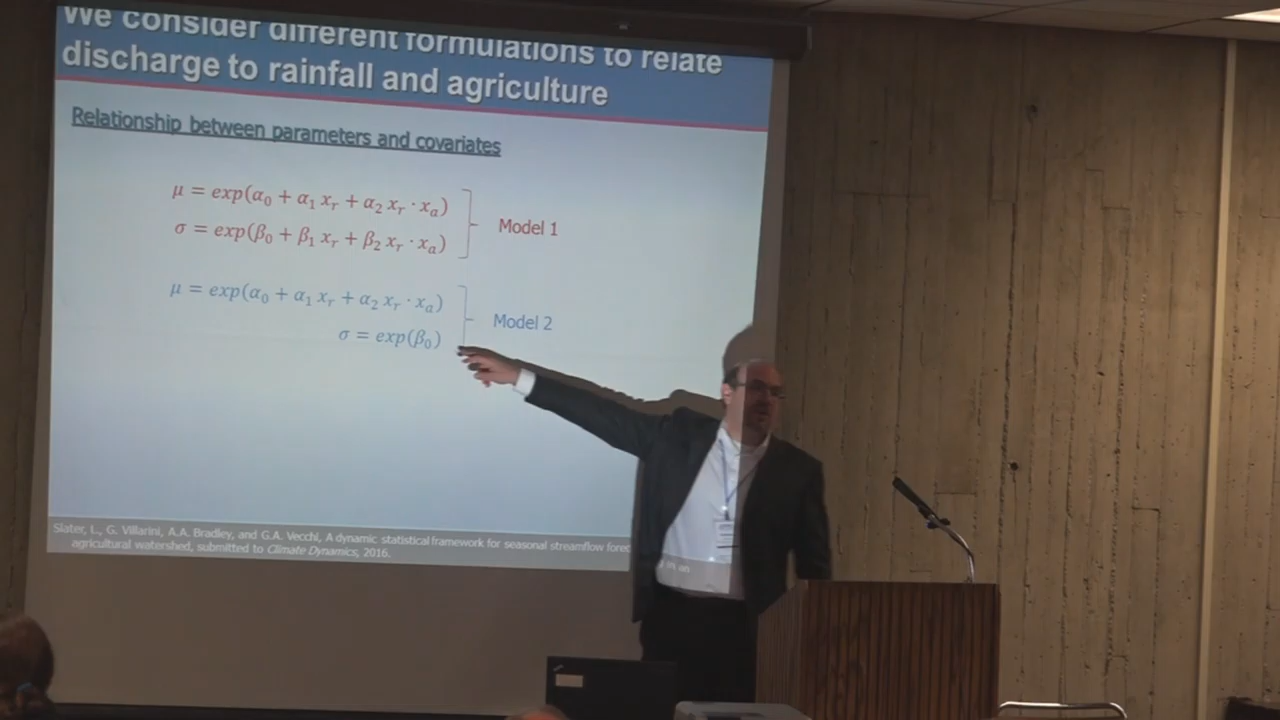 We consider different formulations to relate
discharge to rainfall and agriculture
Relationship between parameters and covariates
μ = exp(α₀ + α₁ xᵣ + α₂ xᵣ · xₐ)
σ = exp(β₀ + β₁ xᵣ + β₂ xᵣ · xₐ)
Model 1
μ = exp(α₀ + α₁ xᵣ + α₂ xᵣ · xₐ)
σ = exp(β₀)
Model 2
Slater, L., G. Villarini, A.A. Bradley, and G.A. Vecchi, A dynamic statistical framework for seasonal streamflow in an
agricultural watershed, submitted to Climate Dynamics, 2016.